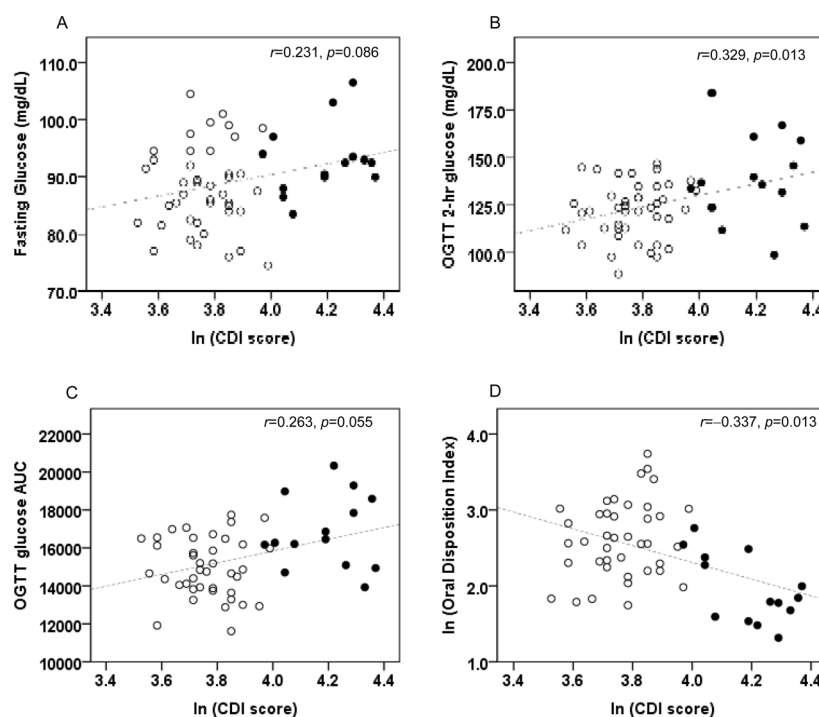 A
r=0.231, p=0.086
Fasting Glucose (mg/dL)
110.0
100.0
90.0
80.0
70.0
3.4 3.6 3.8 4.0 4.2 4.4
ln (CDI score)
B
r=0.329, p=0.013
OGTT 2-hr glucose (mg/dL)
200.0
175.0
150.0
125.0
100.0
3.4 3.6 3.8 4.0 4.2 4.4
ln (CDI score)
C
r=0.263, p=0.055
OGTT glucose AUC
22000
20000
18000
16000
14000
12000
10000
3.4 3.6 3.8 4.0 4.2 4.4
ln (CDI score)
D
r=−0.337, p=0.013
ln (Oral Disposition Index)
4.0
3.0
2.0
1.0
3.4 3.6 3.8 4.0 4.2 4.4
ln (CDI score)